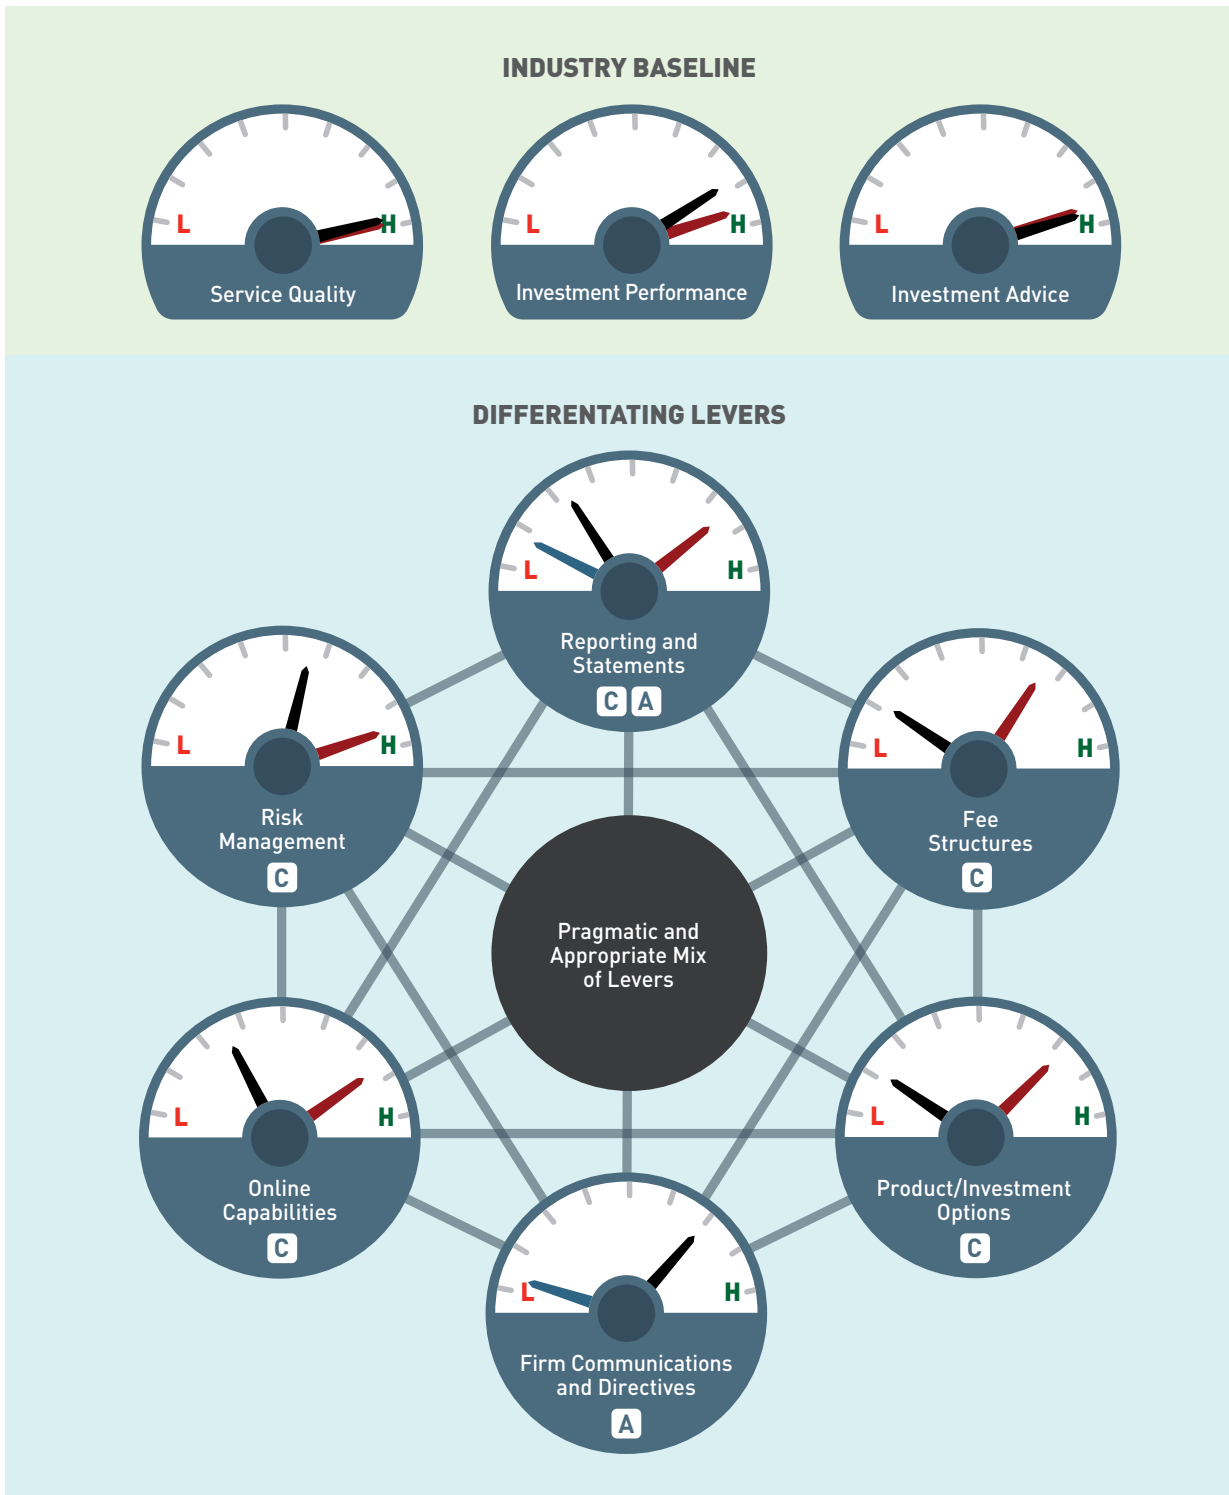 INDUSTRY BASELINE
L
H
Service Quality
L
H
Investment Performance
L
H
Investment Advice
DIFFERENTATING LEVERS
L
H
Reporting and
Statements
C A
L
H
Risk
Management
C
L
H
Fee
Structures
C
Pragmatic and
Appropriate Mix
of Levers
L
H
Online
Capabilities
C
L
H
Product/Investment
Options
C
L
H
Firm Communications
and Directives
A